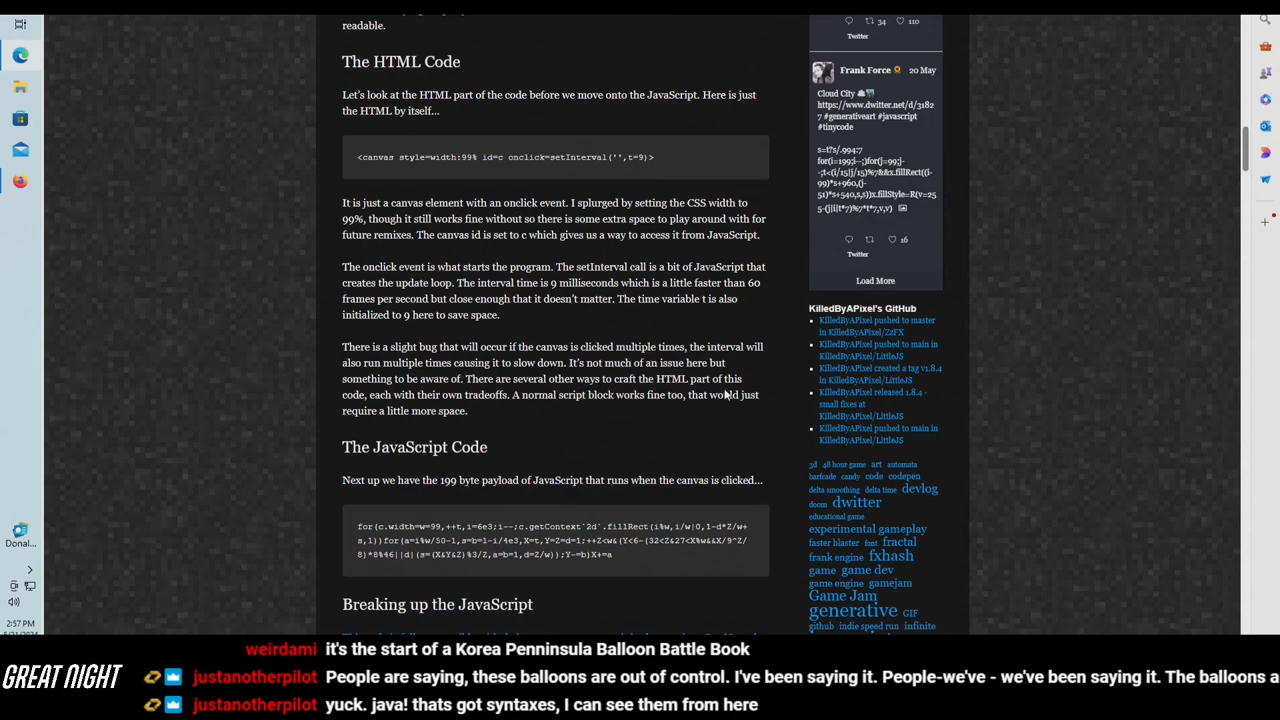 readable.
The HTML Code
Let's look at the HTML part of the code before we move onto the JavaScript. Here is just
the HTML by itself…
<canvas style=width:99% id=c onclick=setInterval('',t=9)>
It is just a canvas element with an onclick event. I splurged by setting the CSS width to
99%, though it still works fine without so there is some extra space to play around with for
future remixes. The canvas id is set to c which gives us a way to access it from JavaScript.
The onclick event is what starts the program. The setInterval call is a bit of JavaScript that
creates the update loop. The interval time is 9 milliseconds which is a little faster than 60
frames per second but close enough that it doesn't matter. The time variable t is also
initialized to 9 here to save space.
There is a slight bug that will occur if the canvas is clicked multiple times, the interval will
also run multiple times causing it to slow down. It's not much of an issue here but
something to be aware of. There are several other ways to craft the HTML part of this
code, each with their own tradeoffs. A normal script block works fine too, that would just
require a little more space.
The JavaScript Code
Next up we have the 199 byte payload of JavaScript that runs when the canvas is clicked…
for(c.width=w=99,++t,i=6e3;i--;c.getContext`2d`.fillRect(i%w,i/w|0,1-d*Z/w+
s,1))for(a=i%w/50-1,s=b=1-i/4e3,X=t,Y=Z=d=1;++Z<w&(Y<6-(32<Z&27<X%w&&X/9^Z/
8)*8%46||d|(s=(X&Y&Z)%3/Z,a=b=1,d=Z/w));Y-=b)X+=a
Breaking up the JavaScript
34
110
Twitter
Frank Force
20 May
Cloud City
https://www.dwitter.net/d/3182
7 #generativeart #javascript
#tinycode
s=t?s/.994:7
for(i=199;i--;)for(j=99;j-
-;t<(i/15|j/15)%7&&x.fillRect((i-
99)*s+960,(j-
51)*s+540,s,s))x.fillStyle=R(v=25
5-(j|i|t*7)%7*t*7,v,v)
16
Twitter
Load More
KilledByAPixel's GitHub
KilledByAPixel pushed to master
in KilledByAPixel/ZzFX
KilledByAPixel pushed to main in
KilledByAPixel/LittleJS
KilledByAPixel created a tag v1.8.4
in KilledByAPixel/LittleJS
KilledByAPixel released 1.8.4 -
small fixes at
KilledByAPixel/LittleJS
KilledByAPixel pushed to main in
KilledByAPixel/LittleJS
3d 48 hour game art automata
barfcade candy code codepen
delta smoothing delta time devlog
doom dwitter
educational game
experimental gameplay
faster blaster font fractal
frank engine fxhash
game game dev
game engine gamejam
Game Jam
generative GIF
github indie speed run infinite
Donal...
2:57 PM
GREAT NIGHT
weirdami it's the start of a Korea Penninsula Balloon Battle Book
justanotherpilot People are saying, these balloons are out of control. I've been saying it. People-we've - we've been saying it. The balloons a
justanotherpilot yuck. java! thats got syntaxes, I can see them from here